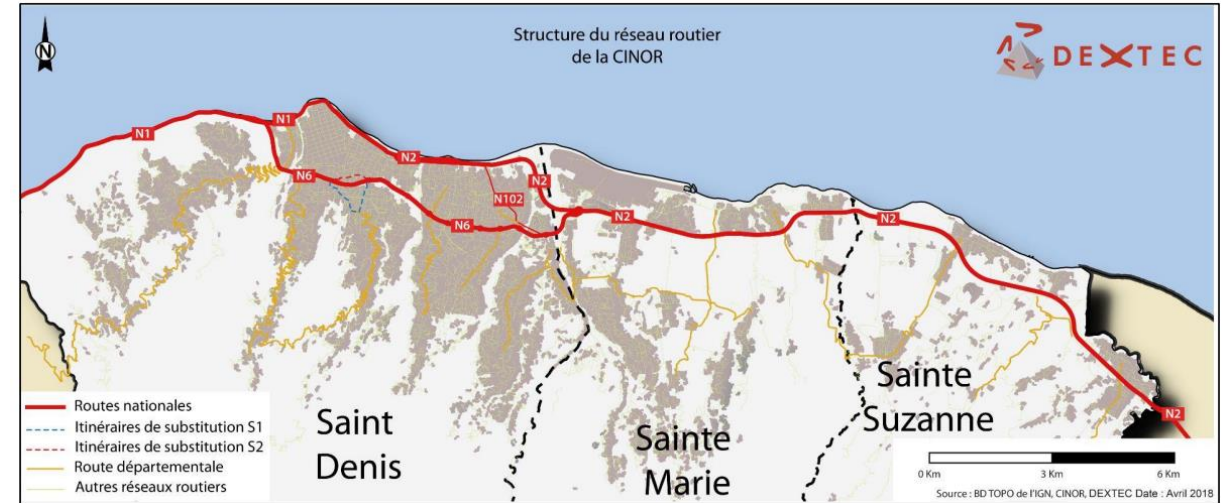 Structure du réseau routier
de la CINOR
DEXTEC
N
N1
N1
N2
N6
N2
N102
N6
N2
N2
N2
Saint
Denis
Sainte
Marie
Sainte
Suzanne
Routes nationales
Itinéraires de substitution S1
Itinéraires de substitution S2
Route départementale
Autres réseaux routiers
0 Km
3 Km
6 Km
Source : BD TOPO de l'IGN, CINOR, DEXTEC Date : Avril 2018